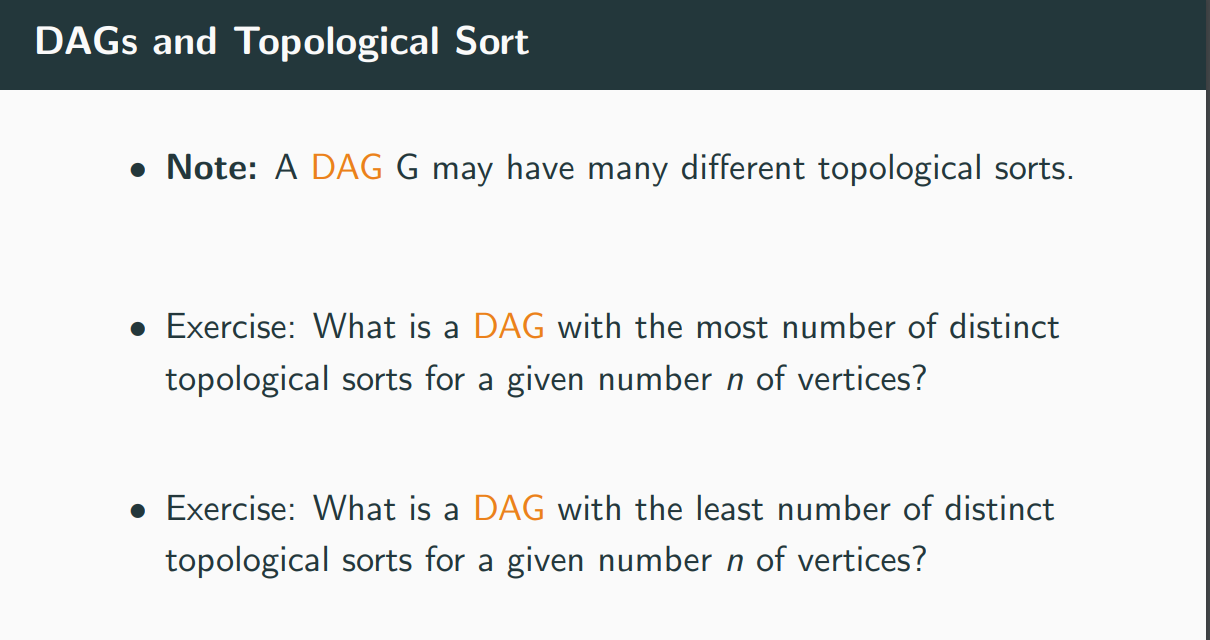 DAGs and Topological Sort
• Note: A DAG G may have many different topological sorts.
• Exercise: What is a DAG with the most number of distinct
topological sorts for a given number n of vertices?
• Exercise: What is a DAG with the least number of distinct
topological sorts for a given number n of vertices?